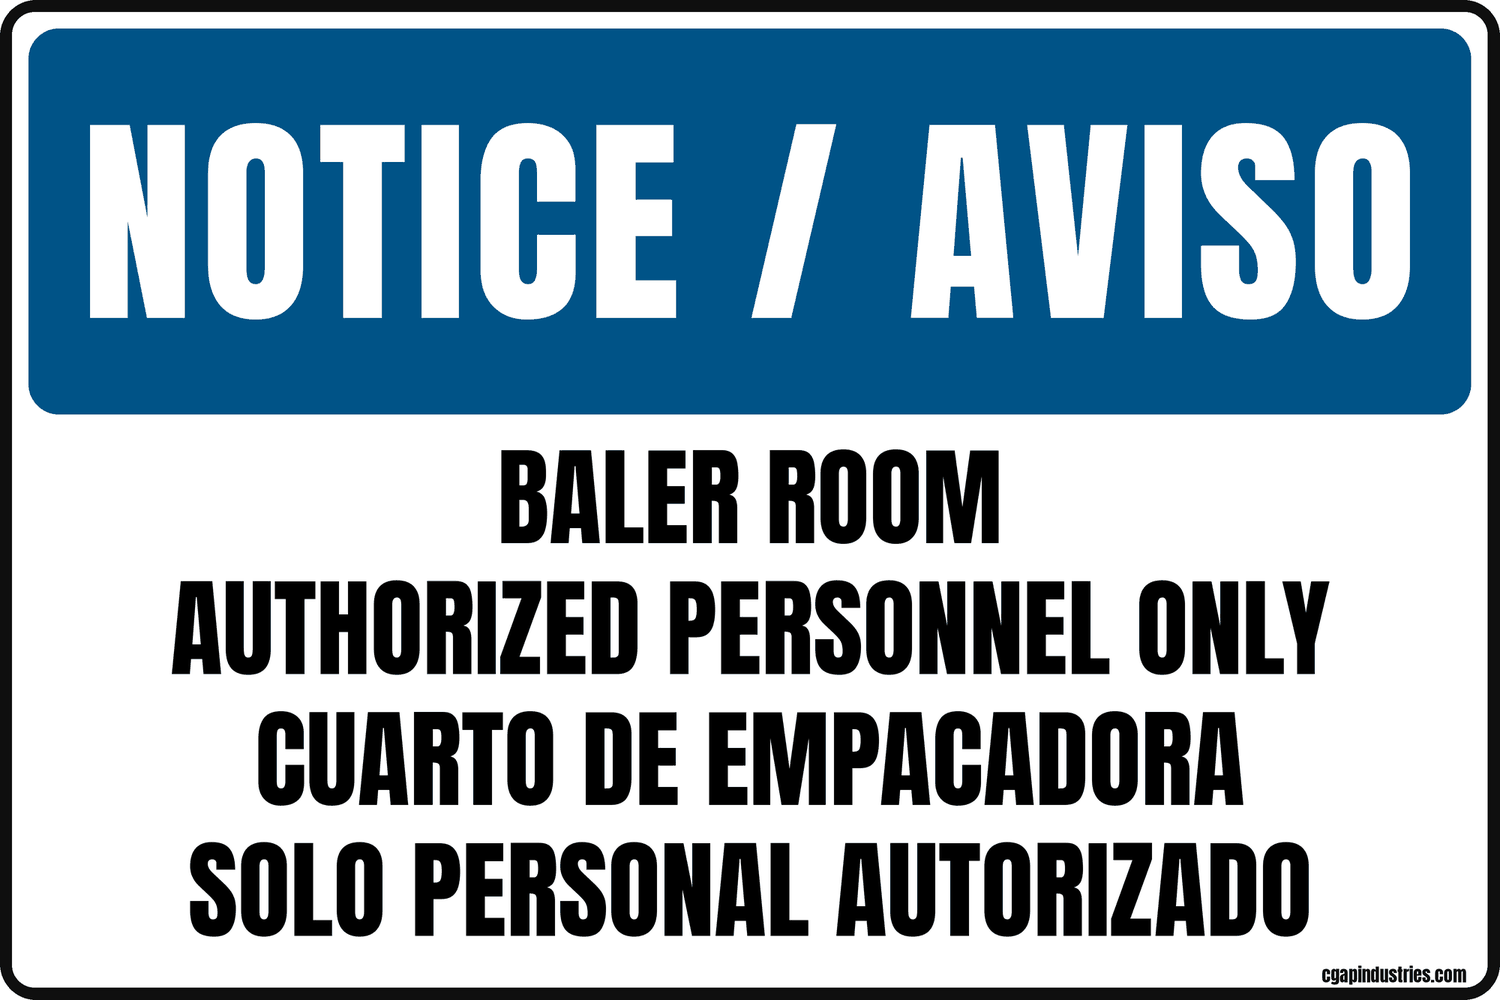 NOTICE / AVISO
BALER ROOM
AUTHORIZED PERSONNEL ONLY
CUARTO DE EMPACADORA
SOLO PERSONAL AUTORIZADO
cgapindustries.com